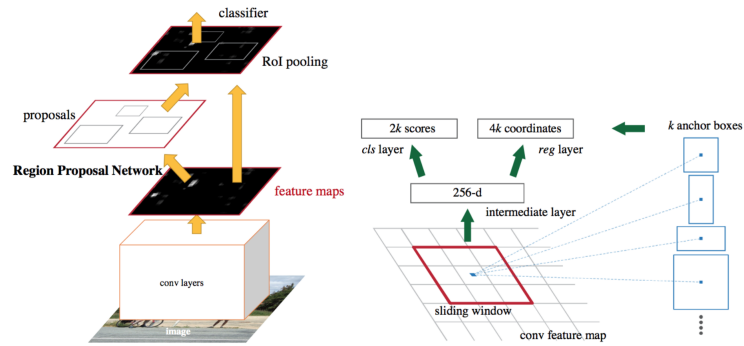 classifier
RoI pooling
proposals
Region Proposal Network
feature maps
conv layers
image
2k scores
4k coordinates
k anchor boxes
cls layer
reg layer
256-d
intermediate layer
sliding window
conv feature map